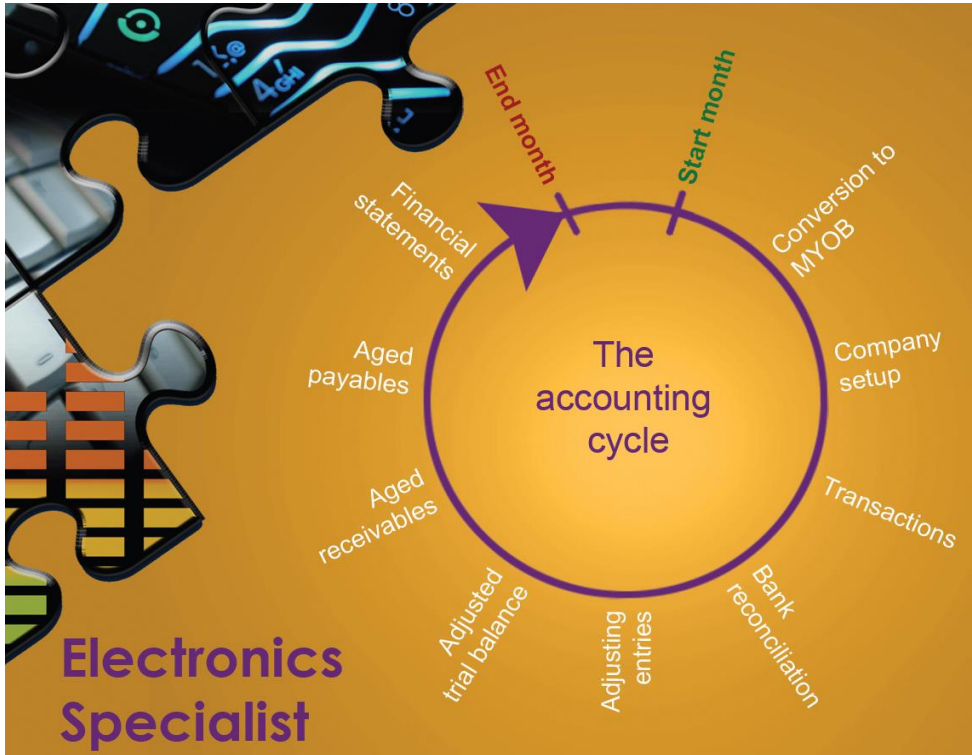 End month
Start month
Conversion to
MYOB
Company
setup
Transactions
Bank
reconciliation
Adjusting
entries
Adjusted
trial balance
Aged
receivables
Aged
payables
Financial
statements
The
accounting
cycle
Electronics
Specialist
4GHI